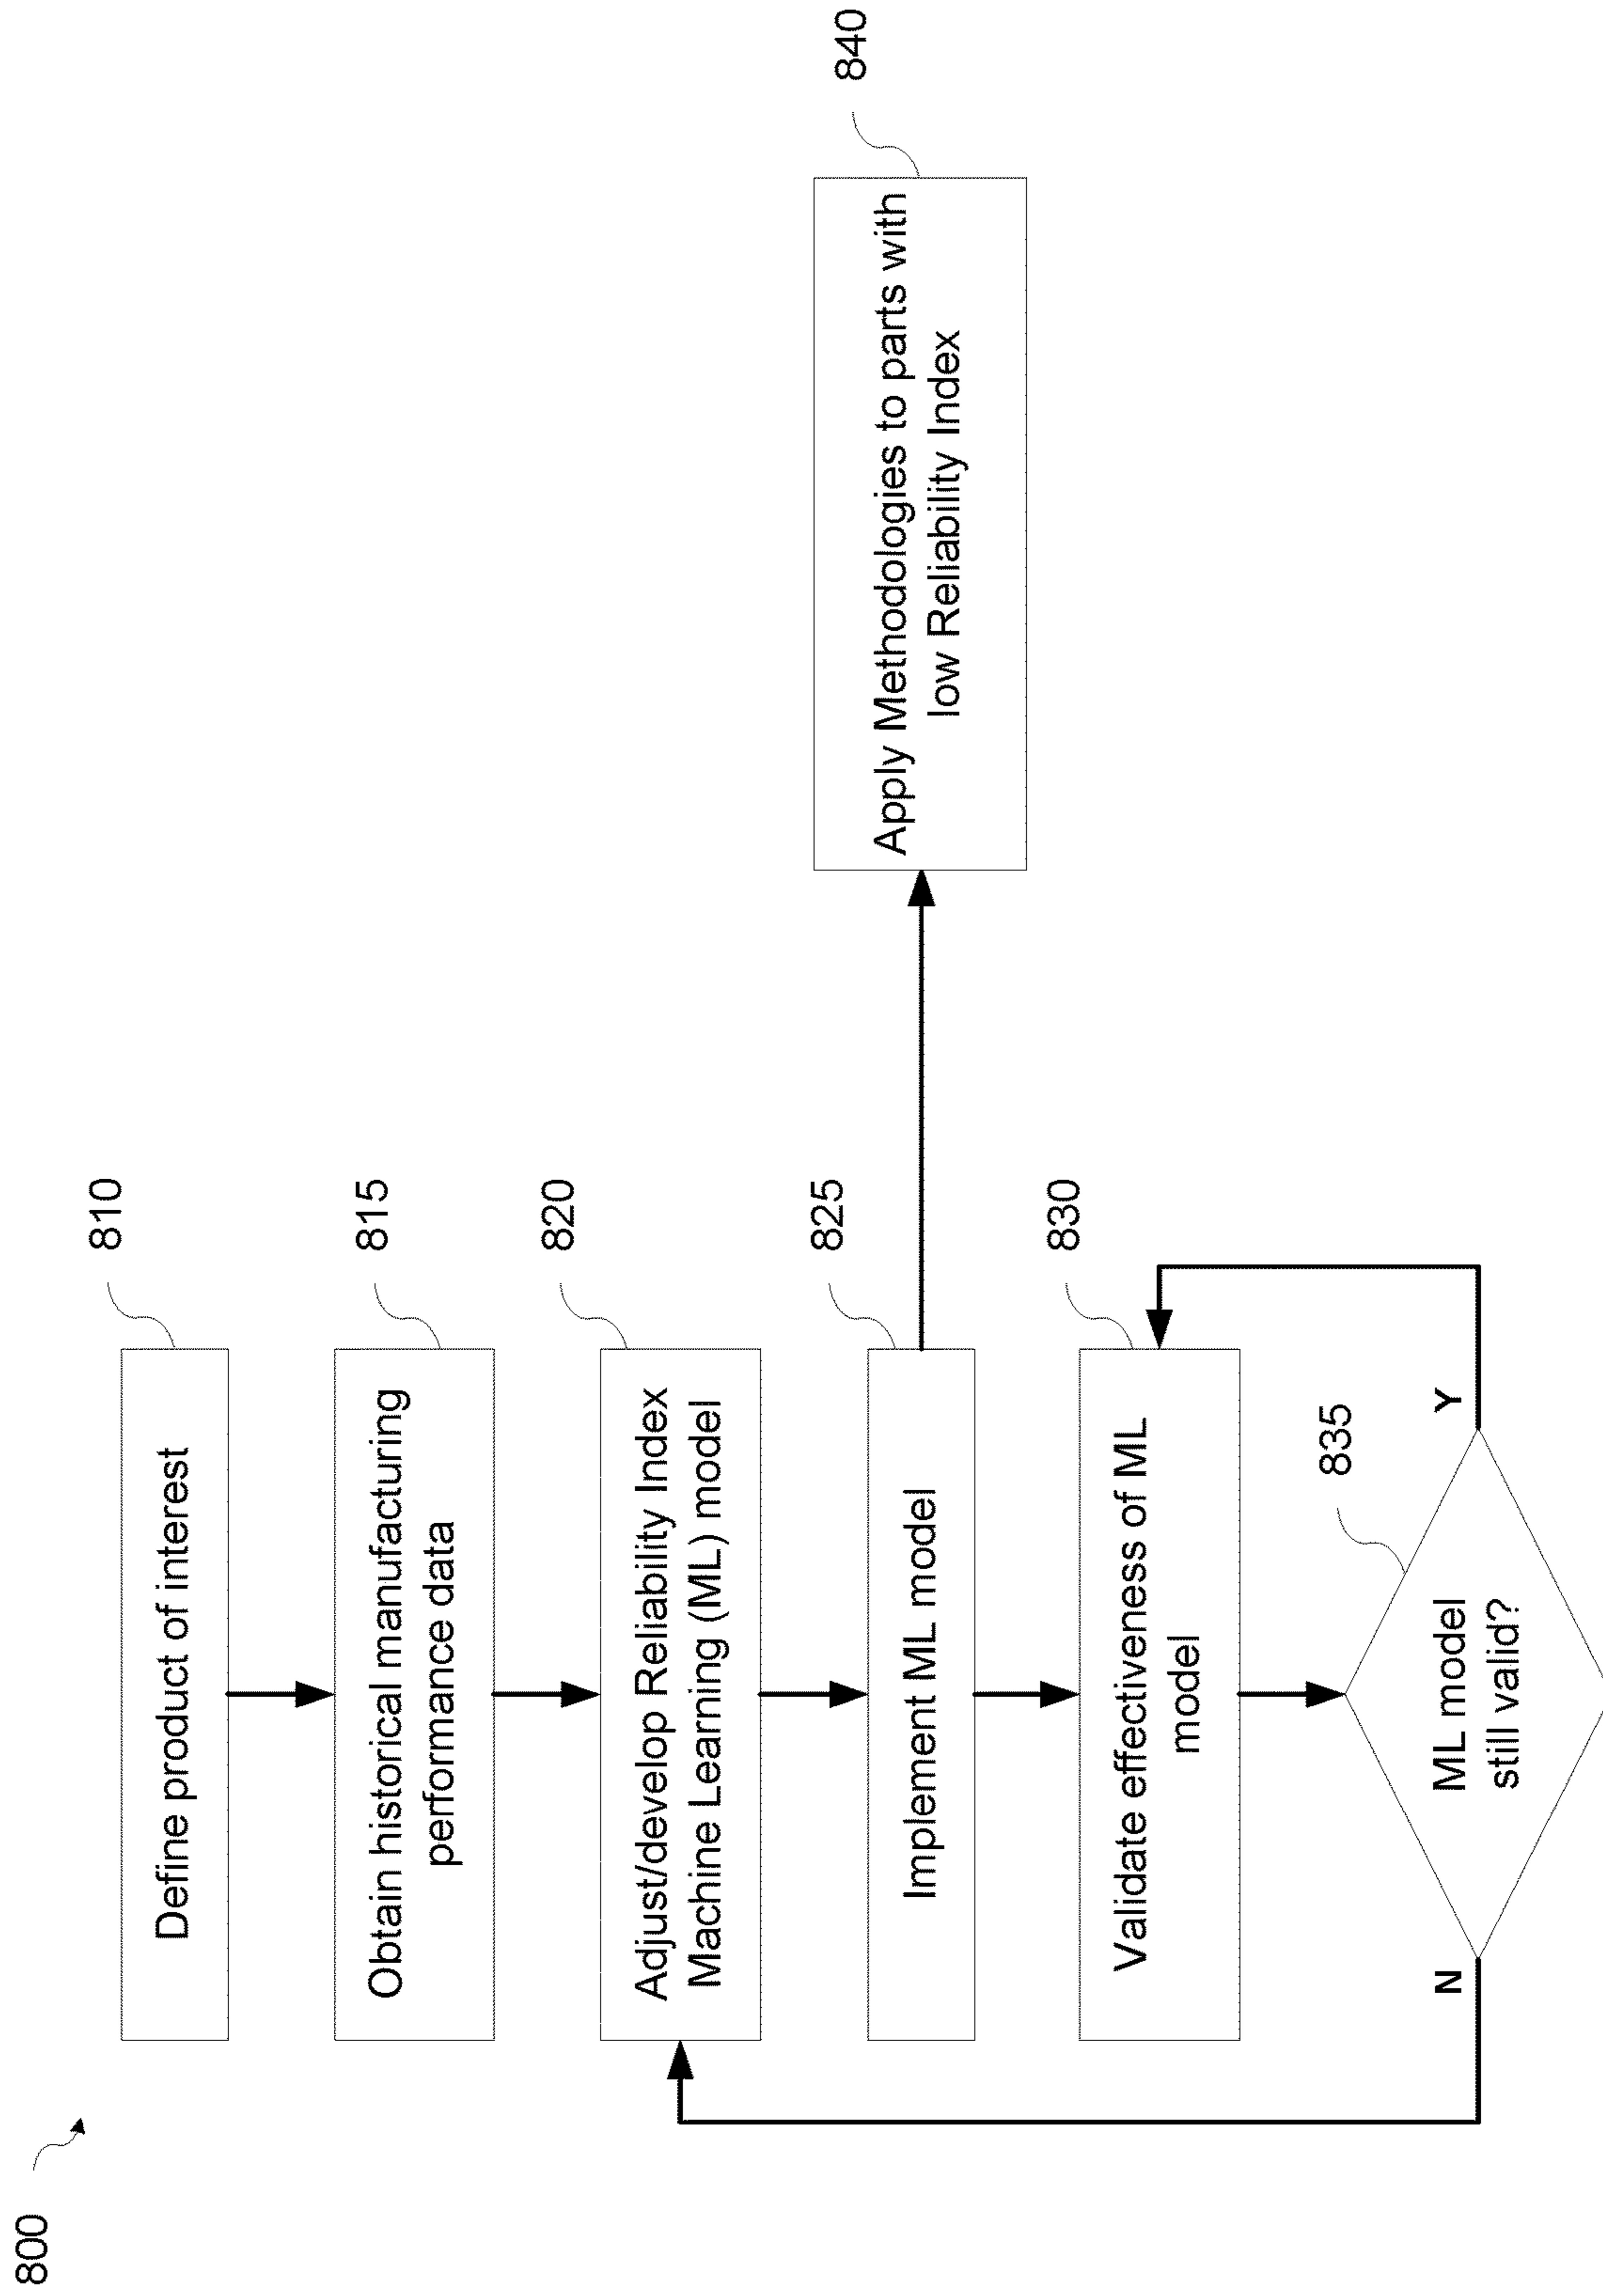 800
810
Define product of interest
815
Obtain historical manufacturing
performance data
820
Adjust/develop Reliability Index
Machine Learning (ML) model
825
Implement ML model
840
Apply Methodologies to parts with
low Reliability Index
830
Validate effectiveness of ML
model
835
ML model
still valid?
N
Y